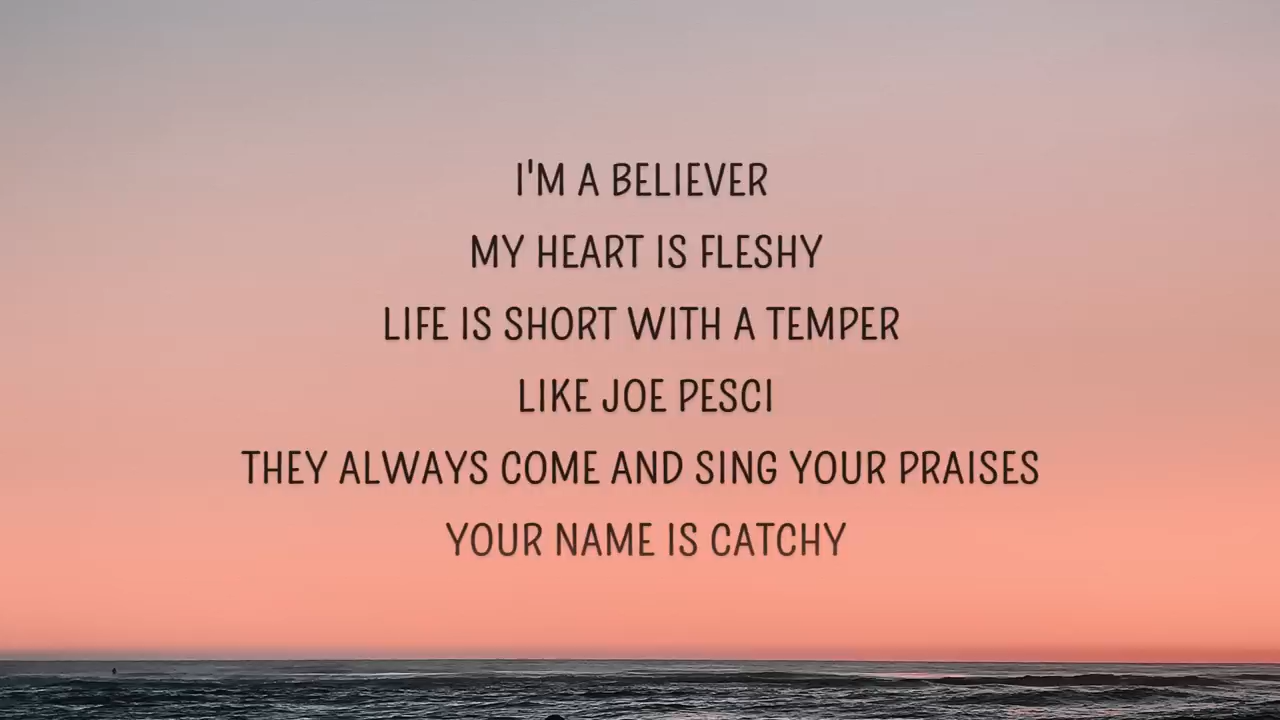 I'M A BELIEVER
MY HEART IS FLESHY
LIFE IS SHORT WITH A TEMPER
LIKE JOE PESCI
THEY ALWAYS COME AND SING YOUR PRAISES
YOUR NAME IS CATCHY